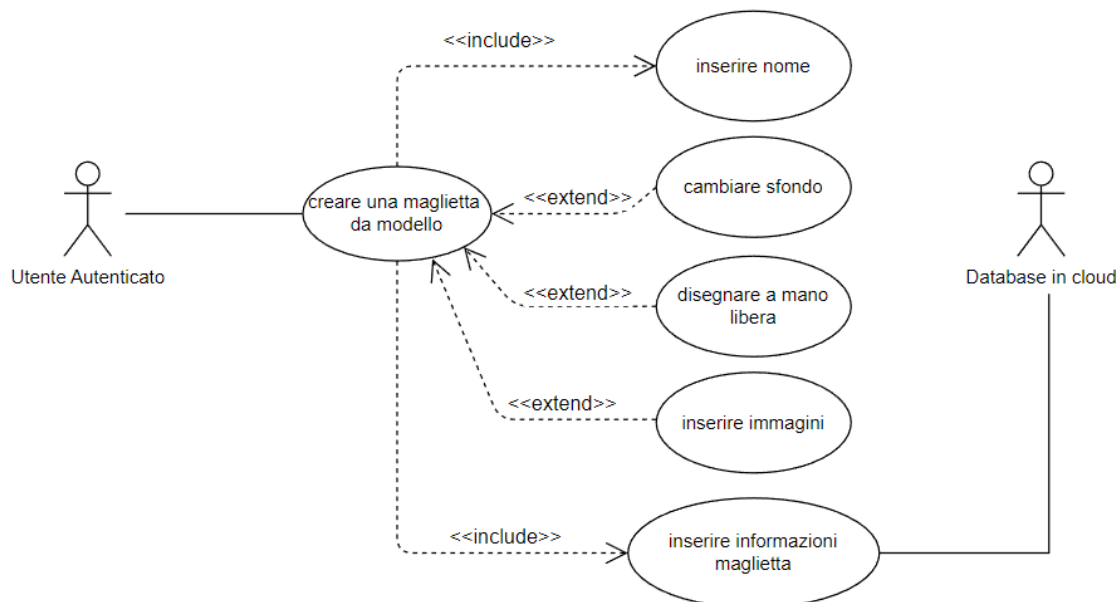 <<include>>
inserire nome
<<extend>>
cambiare sfondo
creare una maglietta
da modello
Utente Autenticato
Database in cloud
<<extend>>
disegnare a mano
libera
<<extend>>
inserire immagini
<<include>>
inserire informazioni
maglietta